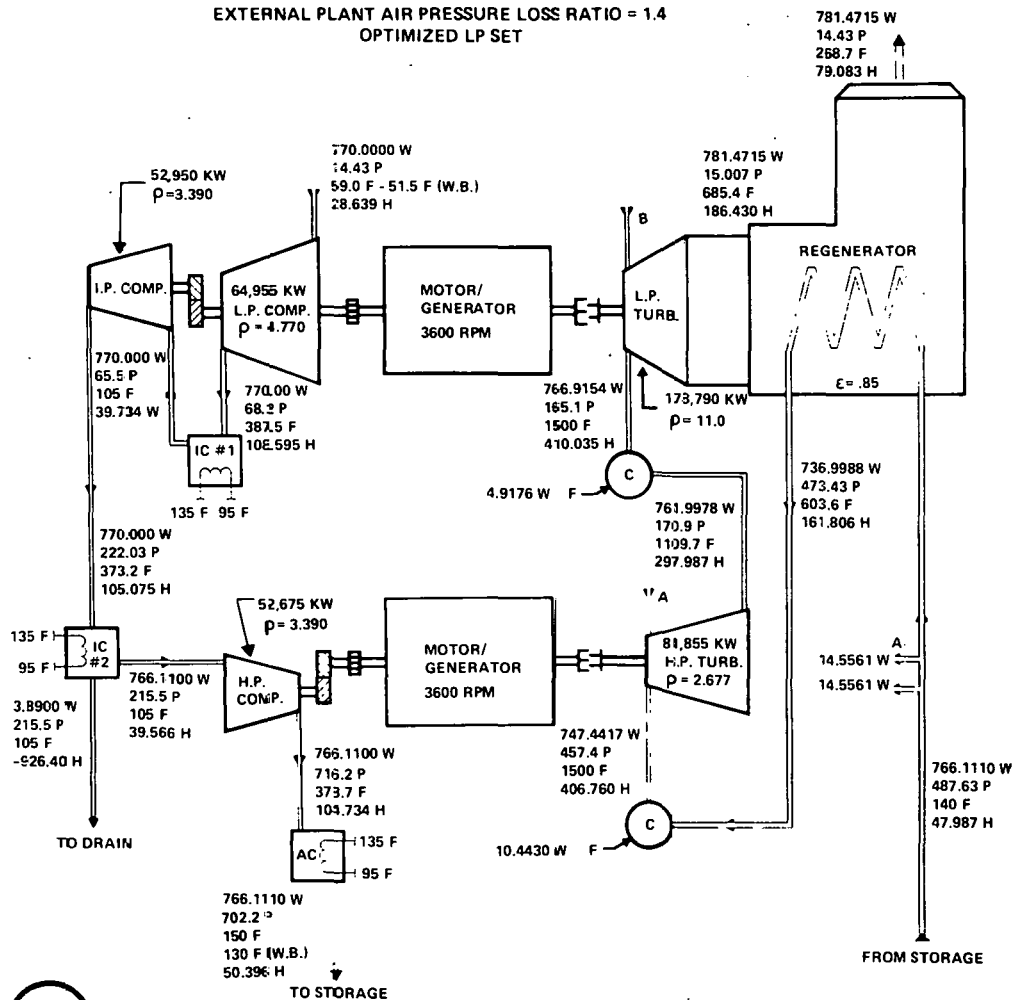 EXTERNAL PLANT AIR PRESSURE LOSS RATIO = 1.4
OPTIMIZED LP SET
781.4715 W
14.43 P
268.7 F
79.083 H
770.0000 W
14.43 P
59.0 F - 51.5 F (W.B.)
28.639 H
781.4715 W
15.007 P
685.4 F
186.430 H
52,950 KW
ρ=3.390
B
REGENERATOR
I.P. COMP.
64,955 KW
L.P. COMP.
ρ = 4.770
MOTOR/
GENERATOR
3600 RPM
L.P.
TURB.
ε= .85
770.000 W
65.5 P
105 F
39.734 W
770.00 W
68.2 P
387.5 F
108.595 H
766.9154 W
165.1 P
1500 F
410.035 H
178,790 KW
ρ= 11.0
IC #1
135 F 95 F
C
4.9176 W F
761.9978 W
170.9 P
1109.7 F
297.987 H
736.9988 W
473.43 P
603.6 F
161.806 H
770.000 W
222.03 P
373.2 F
105.075 H
52,675 KW
ρ= 3.390
A
135 F
95 F
IC
#2
H.P.
COMP.
MOTOR/
GENERATOR
3600 RPM
81,855 KW
H.P. TURB.
ρ = 2.677
A
14.5561 W
14.5561 W
766.1100 W
215.5 P
105 F
39.566 H
3.8900 W
215.5 P
105 F
-926.40 H
766.1100 W
716.2 P
373.7 F
104.734 H
747.4417 W
457.4 P
1500 F
406.760 H
766.1110 W
487.63 P
140 F
47.987 H
TO DRAIN
AC
135 F
95 F
C
10.4430 W F
766.1110 W
702.2 P
150 F
130 F (W.B.)
50.396 H
TO STORAGE
FROM STORAGE